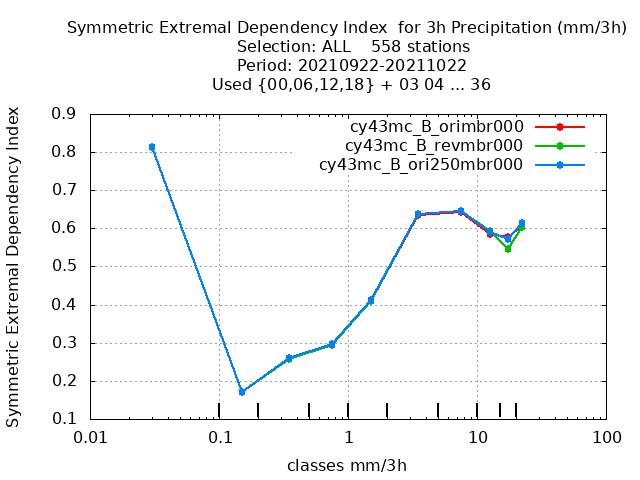 Symmetric Extremal Dependency Index  for 3h Precipitation (mm/3h)
Selection: ALL    558 stations
Period: 20210922-20211022
Used {00,06,12,18} + 03 04 ... 36
cy43mc_B_orimbr000
cy43mc_B_revmbr000
cy43mc_B_ori250mbr000
Symmetric Extremal Dependency Index
0.9
0.8
0.7
0.6
0.5
0.4
0.3
0.2
0.1
0.01 0.1 1 10 100
classes mm/3h